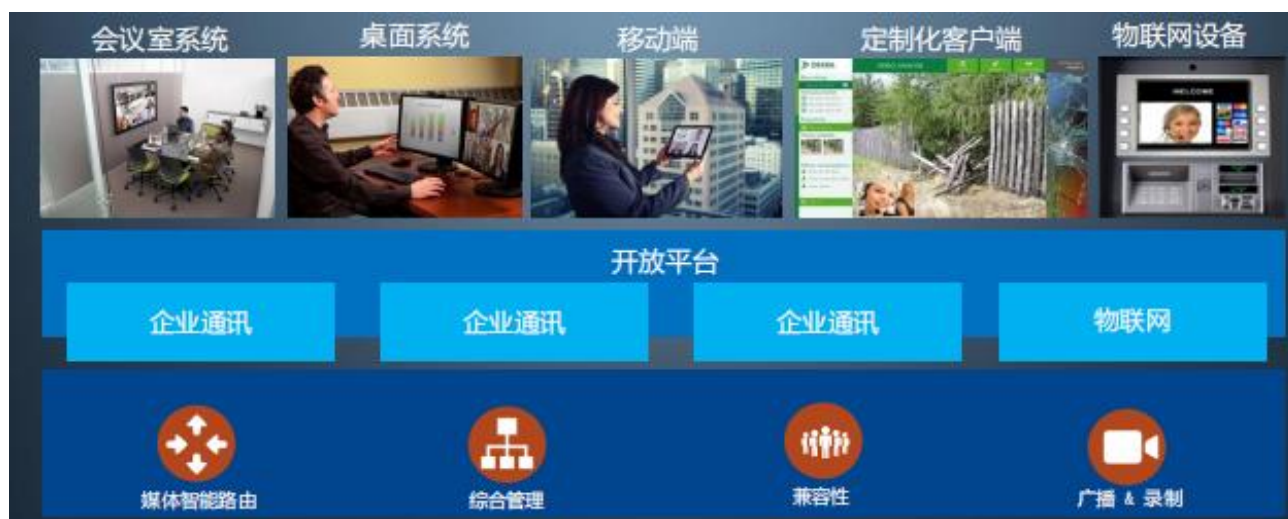 会议室系统
桌面系统
移动端
定制化客户端
物联网设备
WELCOME
开放平台
企业通讯
企业通讯
企业通讯
物联网
媒体智能路由
综合管理
兼容性
广播 & 录制